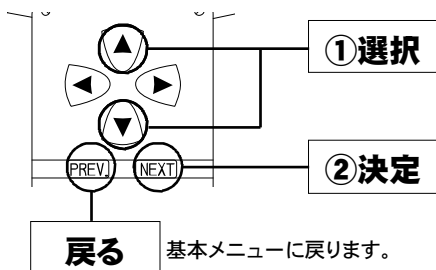 ①選択
PREV.
NEXT
②決定
戻る
基本メニューに戻ります。